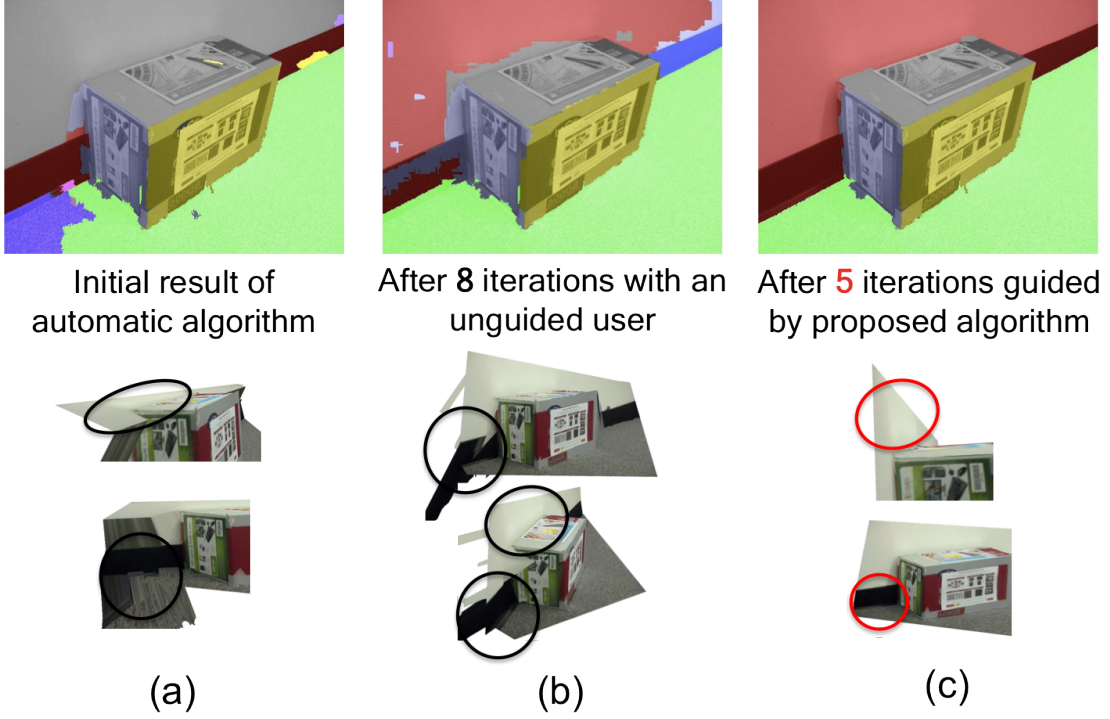 Initial result of
automatic algorithm
After 8 iterations with an
unguided user
After 5 iterations guided
by proposed algorithm
(a)
(b)
(c)